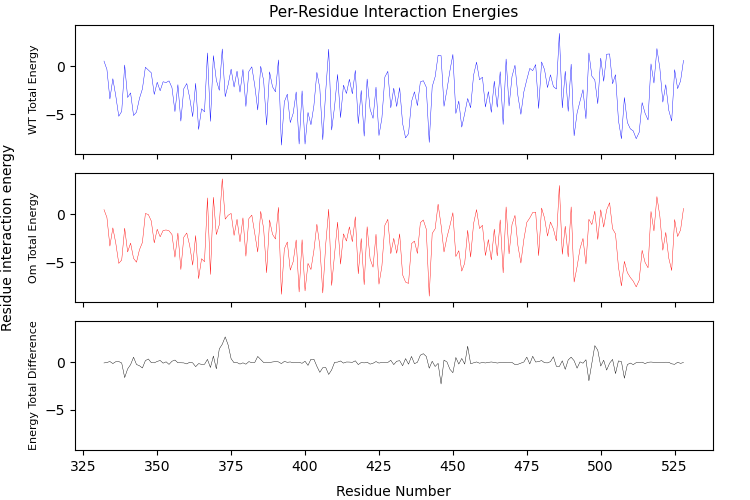 Per-Residue Interaction Energies
Residue interaction energy
WT Total Energy
0
−5
Om Total Energy
0
−5
Energy Total Difference
0
−5
325 350 375 400 425 450 475 500 525
Residue Number